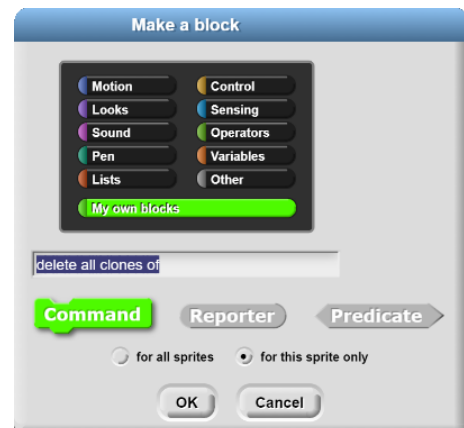 Make a block
Motion Control
Looks Sensing
Sound Operators
Pen Variables
Lists Other
My own blocks
delete all clones of
Command Reporter Predicate
for all sprites for this sprite only
OK Cancel